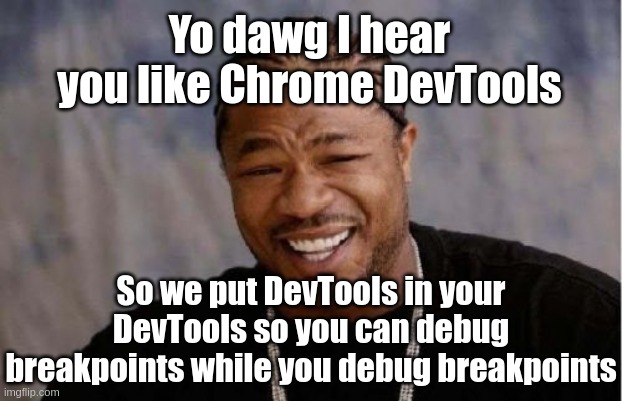 Yo dawg I hear
you like Chrome DevTools
So we put DevTools in your
DevTools so you can debug
breakpoints while you debug breakpoints
imgflip.com